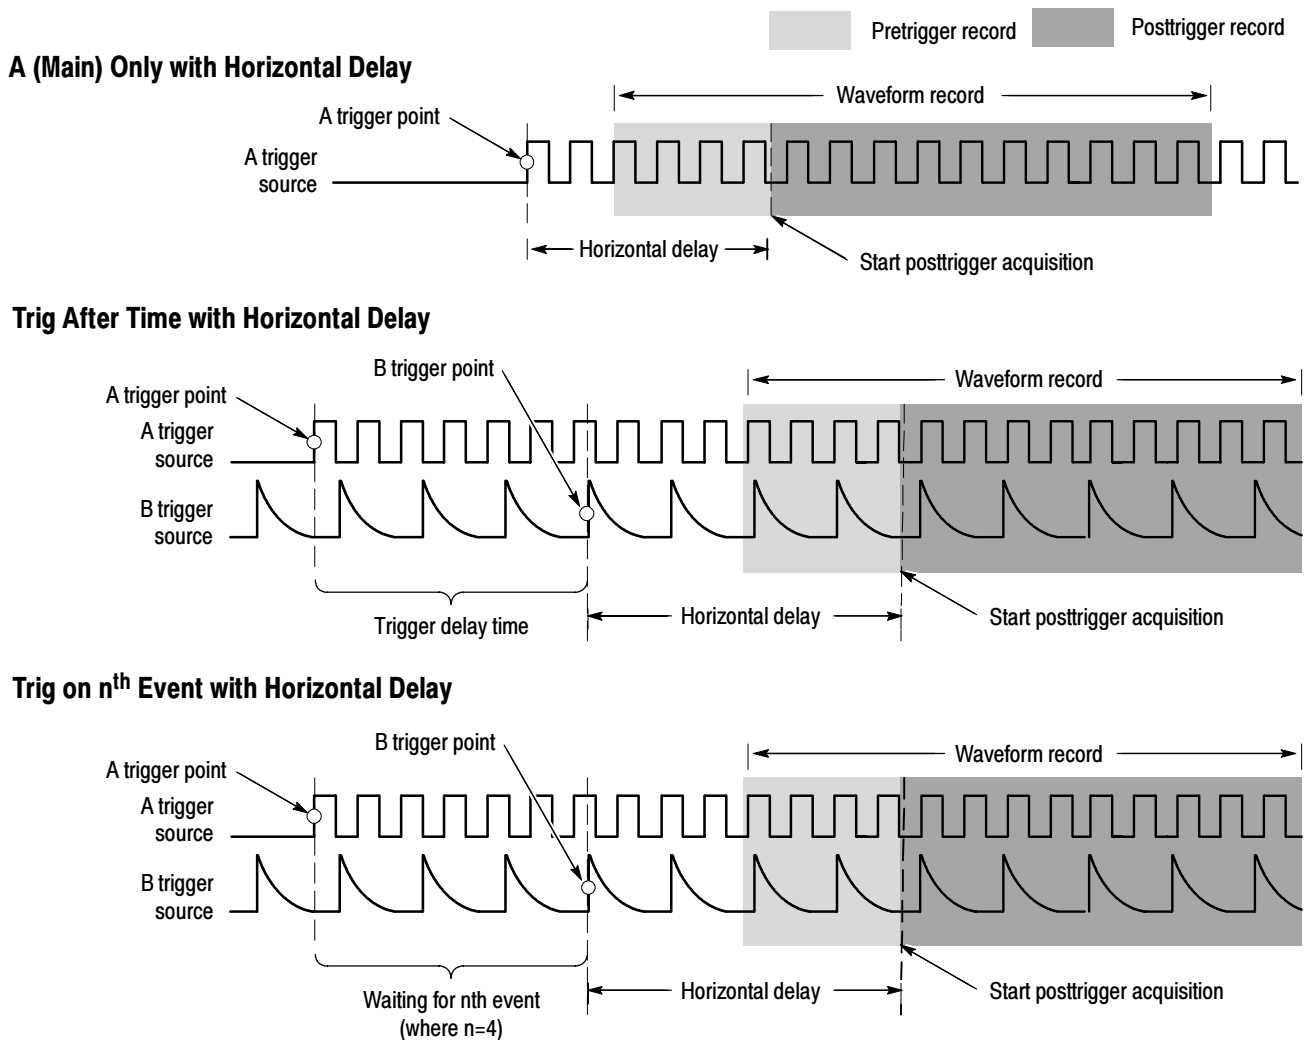 Pretrigger record
Posttrigger record
A (Main) Only with Horizontal Delay
Waveform record
A trigger point
A trigger
source
Horizontal delay
Start posttrigger acquisition
Trig After Time with Horizontal Delay
B trigger point
Waveform record
A trigger point
A trigger
source
B trigger
source
Trigger delay time
Horizontal delay
Start posttrigger acquisition
Trig on nth Event with Horizontal Delay
B trigger point
Waveform record
A trigger point
A trigger
source
B trigger
source
Waiting for nth event
(where n=4)
Horizontal delay
Start posttrigger acquisition